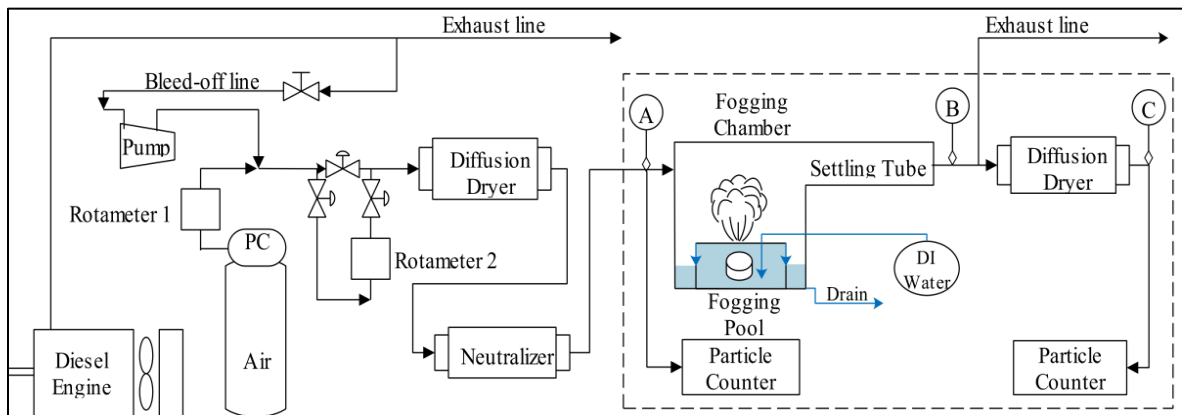 Exhaust line
Exhaust line
Bleed-off line
Pump
A
Fogging
Chamber
B
C
Diffusion
Dryer
Settling Tube
Diffusion
Dryer
Rotameter 1
PC
Rotameter 2
DI
Water
Drain
Fogging
Pool
Diesel
Engine
Air
Neutralizer
Particle
Counter
Particle
Counter